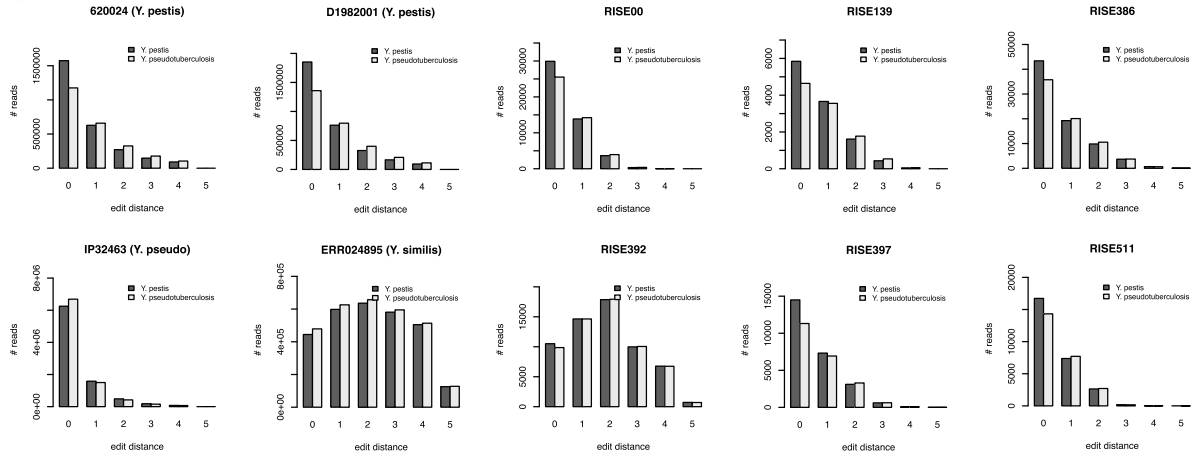 620024 (Y. pestis)
Y. pestis
Y. pseudotuberculosis
# reads
0 500000 1500000
0 1 2 3 4 5
edit distance
D1982001 (Y. pestis)
Y. pestis
Y. pseudotuberculosis
# reads
0 500000 1500000
0 1 2 3 4 5
edit distance
RISE00
Y. pestis
Y. pseudotuberculosis
# reads
0 10000 20000 30000
0 1 2 3 4 5
edit distance
RISE139
Y. pestis
Y. pseudotuberculosis
# reads
0 2000 4000 6000
0 1 2 3 4 5
edit distance
RISE386
Y. pestis
Y. pseudotuberculosis
# reads
0 10000 30000 50000
0 1 2 3 4 5
edit distance
IP32463 (Y. pseudo)
Y. pestis
Y. pseudotuberculosis
# reads
0e+00 4e+06 8e+06
0 1 2 3 4 5
edit distance
ERR024895 (Y. similis)
Y. pestis
Y. pseudotuberculosis
# reads
0e+00 4e+05 8e+05
0 1 2 3 4 5
edit distance
RISE392
Y. pestis
Y. pseudotuberculosis
# reads
0 5000 15000
0 1 2 3 4 5
edit distance
RISE397
Y. pestis
Y. pseudotuberculosis
# reads
0 5000 10000 15000
0 1 2 3 4 5
edit distance
RISE511
Y. pestis
Y. pseudotuberculosis
# reads
0 5000 10000 20000
0 1 2 3 4 5
edit distance